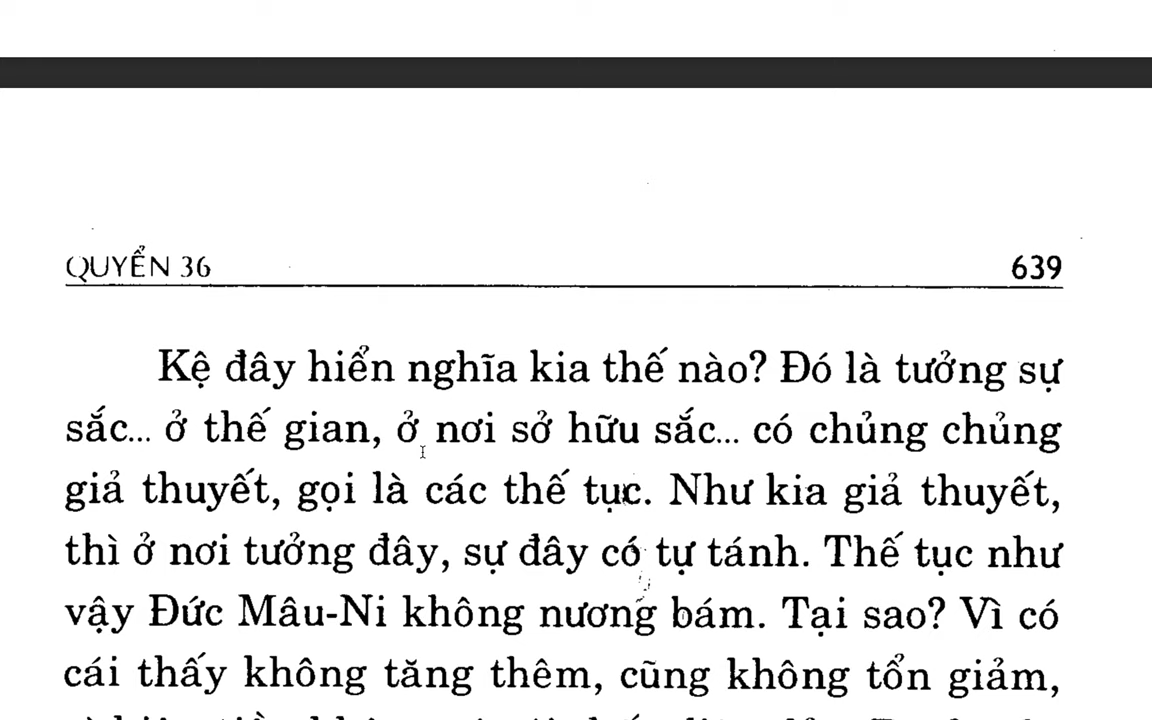 QUYỂN 36 639
Kệ đây hiển nghĩa kia thế nào? Đó là tưởng sự
sắc... ở thế gian, ở nơi sở hữu sắc... có chủng chủng
giả thuyết, gọi là các thế tục. Như kia giả thuyết,
thì ở nơi tưởng đây, sự đây có tự tánh. Thế tục như
vậy Đức Mâu-Ni không nương bám. Tại sao? Vì có
cái thấy không tăng thêm, cũng không tổn giảm,